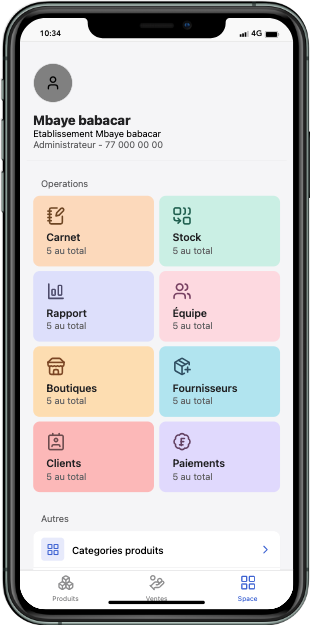 10:34
4G
Mbaye babacar
Etablissement Mbaye babacar
Administrateur - 77 000 00 00
Operations
Carnet
5 au total
Stock
5 au total
Rapport
5 au total
Équipe
5 au total
Boutiques
5 au total
Fournisseurs
5 au total
Clients
5 au total
Paiements
5 au total
Autres
Categories produits
Produits
Ventes
Space